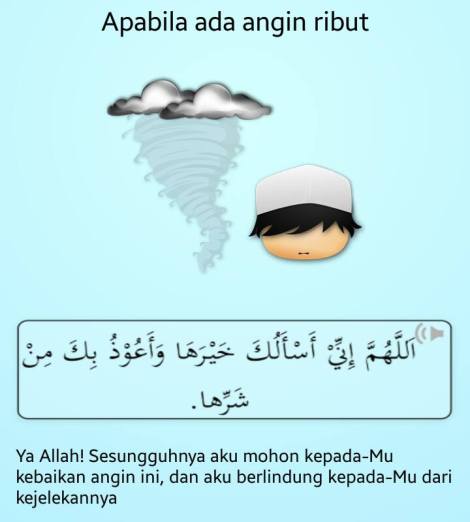 Apabila ada angin ribut
اَللَّهُمَّ إِنِّيْ أَسْأَلُكَ خَيْرَهَا وَأَعُوْذُ بِكَ مِنْ
شَرِّهَا.
Ya Allah! Sesungguhnya aku mohon kepada-Mu
kebaikan angin ini, dan aku berlindung kepada-Mu dari
kejelekannya